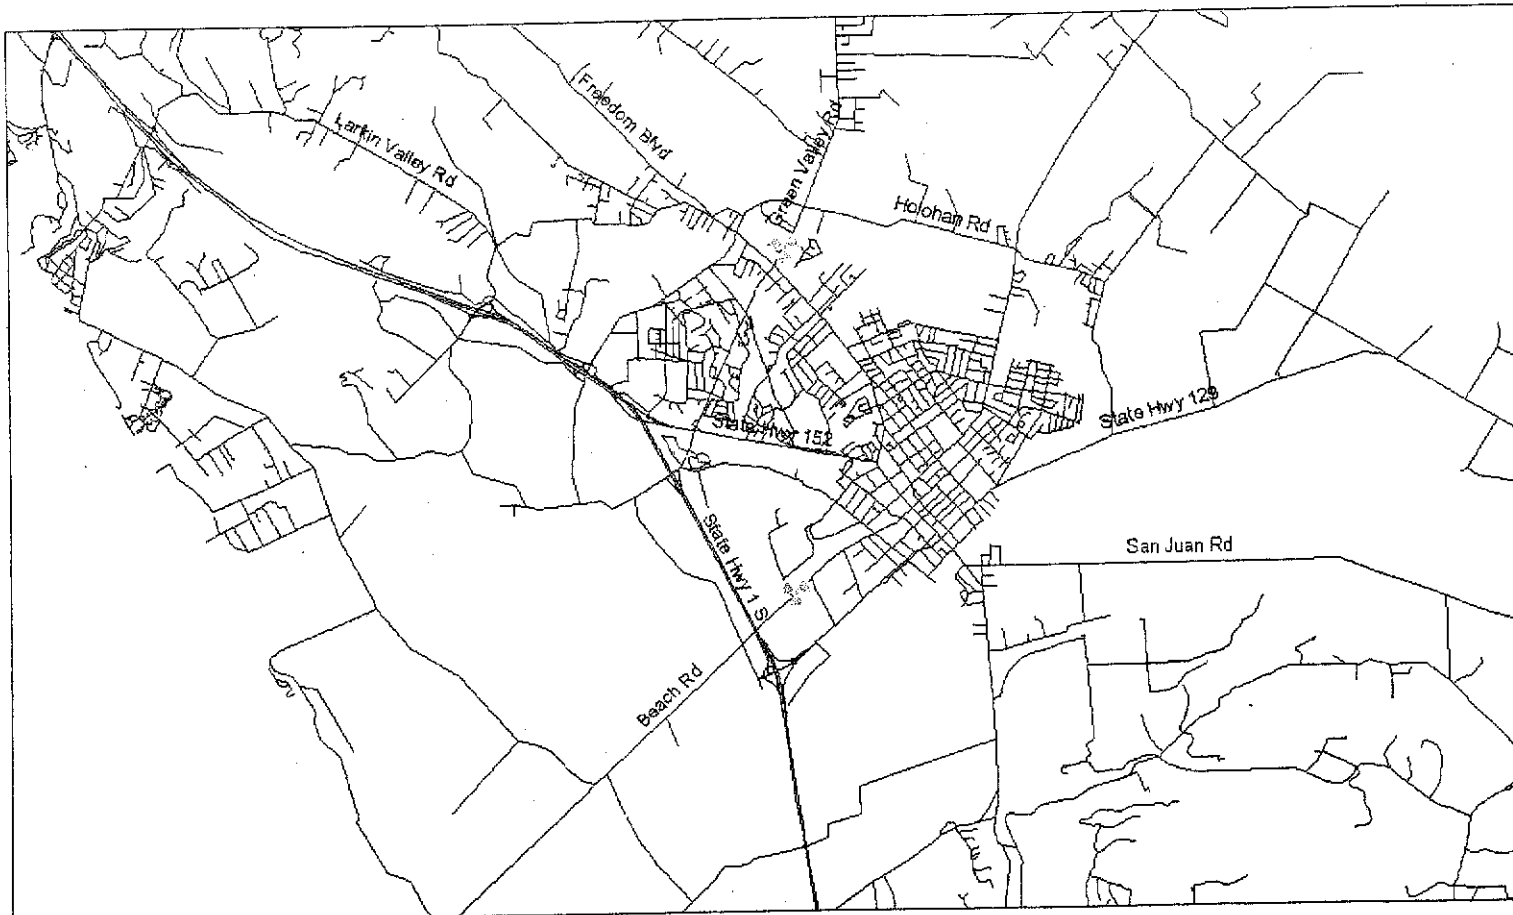 Freedom Blvd
Larkin Valley Rd
Green Valley Rd
Holohan Rd
State Hwy 129
State Hwy 152
State Hwy 1 S
San Juan Rd
Beach Rd